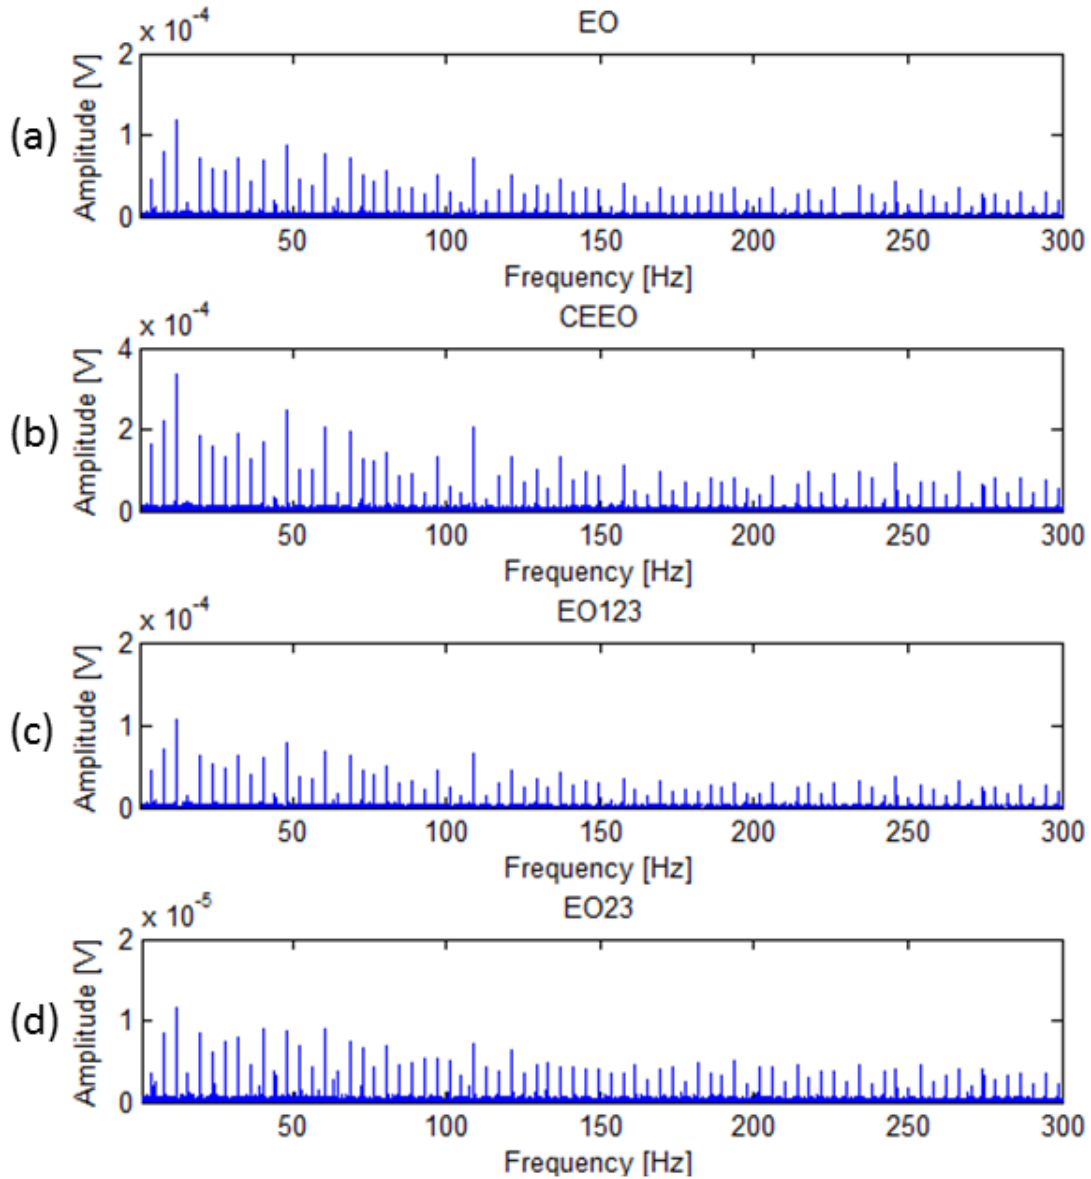 EO
x 10-4
(a)
Amplitude [V]
2
1
0
50 100 150 200 250 300
Frequency [Hz]
CEEO
x 10-4
(b)
Amplitude [V]
4
2
0
50 100 150 200 250 300
Frequency [Hz]
EO123
x 10-4
(c)
Amplitude [V]
2
1
0
50 100 150 200 250 300
Frequency [Hz]
EO23
x 10-5
(d)
Amplitude [V]
2
1
0
50 100 150 200 250 300
Frequency [Hz]